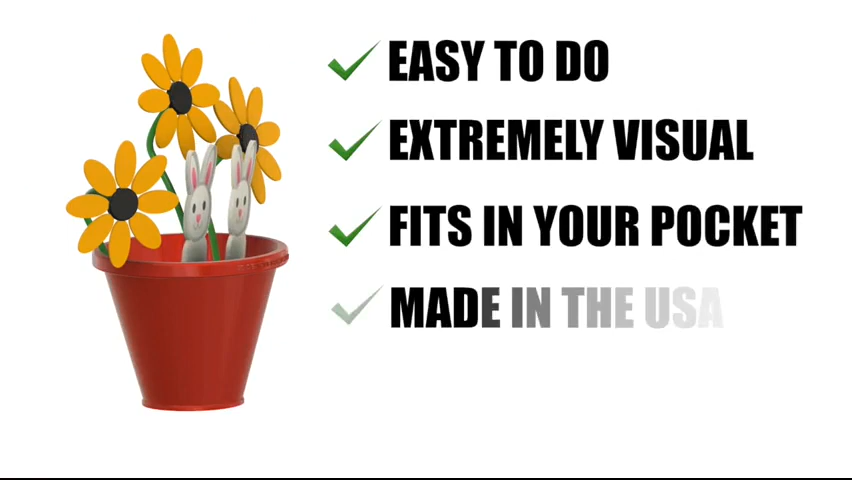 EASY TO DO
EXTREMELY VISUAL
FITS IN YOUR POCKET
MADE IN THE USA